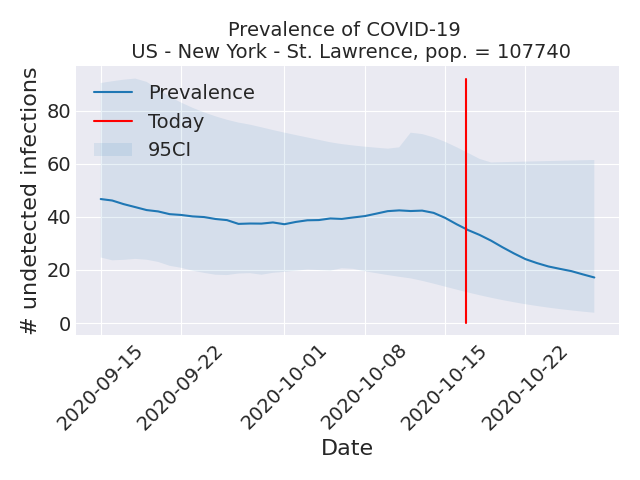 Prevalence of COVID-19
US - New York - St. Lawrence, pop. = 107740
# undetected infections
80
60
40
20
0
Prevalence
Today
95CI
2020-09-15
2020-09-22
2020-10-01
2020-10-08
2020-10-15
2020-10-22
Date